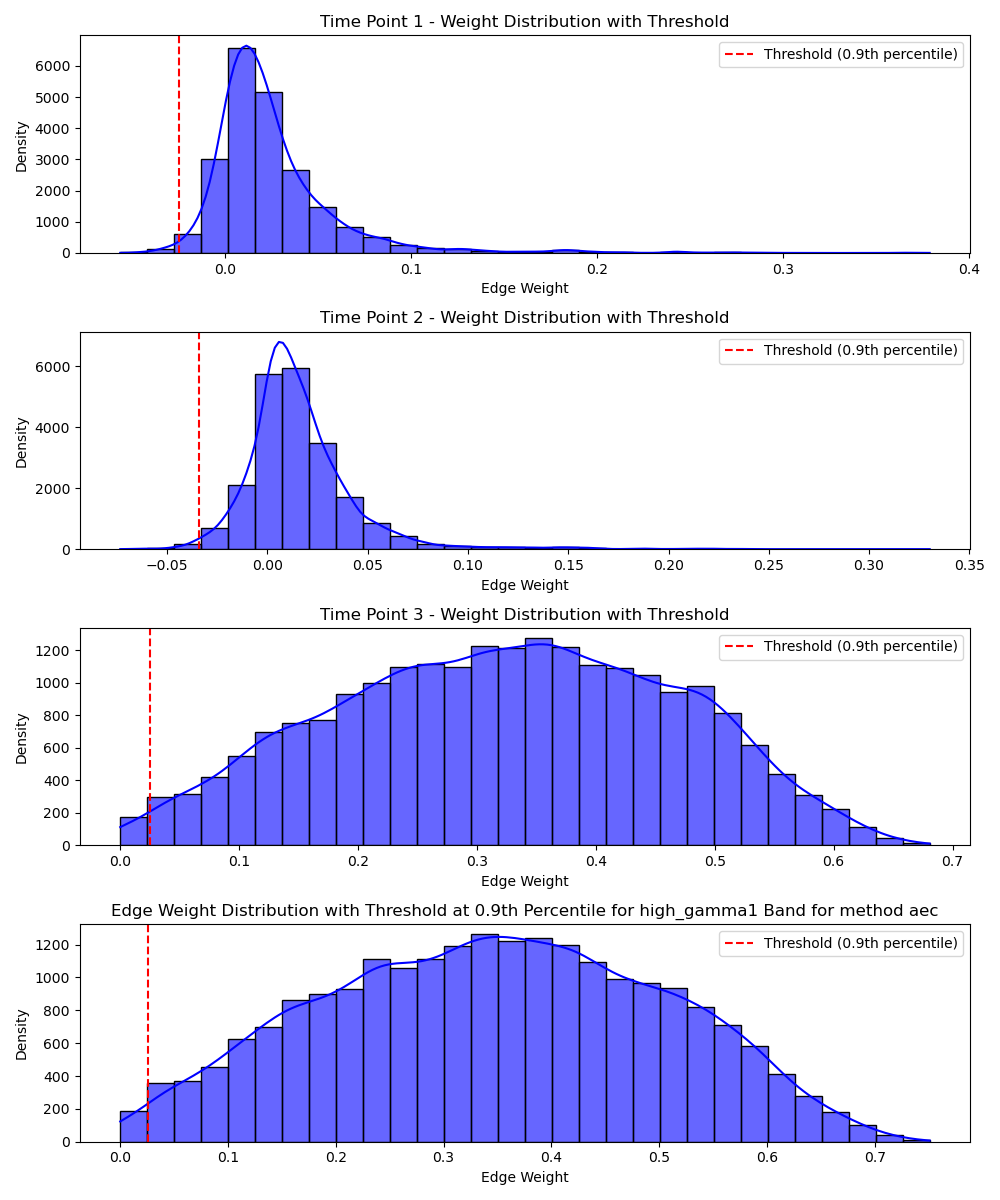 Time Point 1 - Weight Distribution with Threshold
Threshold (0.9th percentile)
Density
6000
5000
4000
3000
2000
1000
0
0.0 0.1 0.2 0.3 0.4
Edge Weight
Time Point 2 - Weight Distribution with Threshold
Threshold (0.9th percentile)
Density
6000
4000
2000
0
−0.05 0.00 0.05 0.10 0.15 0.20 0.25 0.30 0.35
Edge Weight
Time Point 3 - Weight Distribution with Threshold
Threshold (0.9th percentile)
Density
1200
1000
800
600
400
200
0
0.0 0.1 0.2 0.3 0.4 0.5 0.6 0.7
Edge Weight
Edge Weight Distribution with Threshold at 0.9th Percentile for high_gamma1 Band for method aec
Threshold (0.9th percentile)
Density
1200
1000
800
600
400
200
0
0.0 0.1 0.2 0.3 0.4 0.5 0.6 0.7
Edge Weight